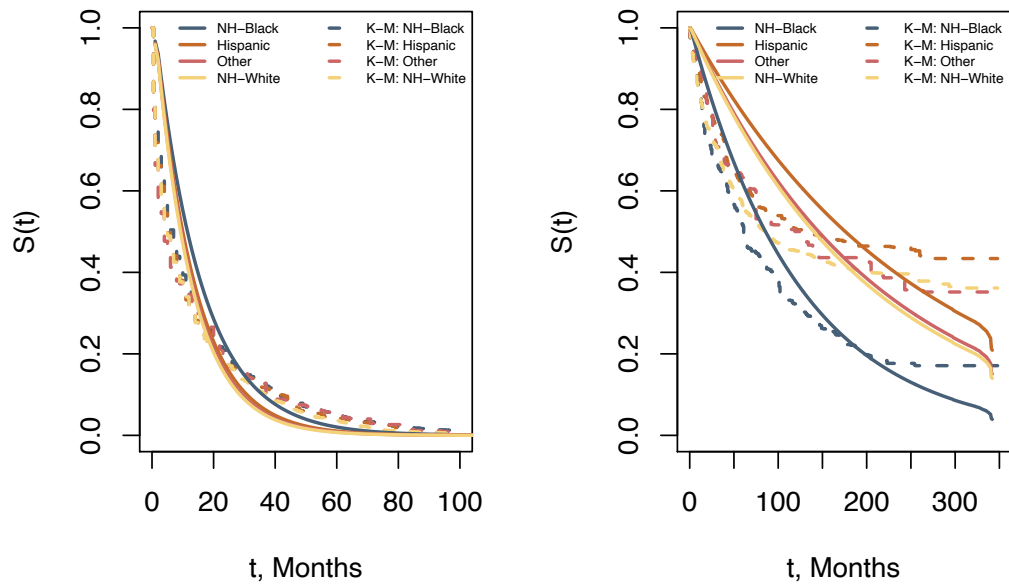 NH−Black
Hispanic
Other
NH−White
K−M: NH−Black
K−M: Hispanic
K−M: Other
K−M: NH−White
1.0
0.8
0.6
0.4
0.2
0.0
S(t)
0 20 40 60 80 100
t, Months
NH−Black
Hispanic
Other
NH−White
K−M: NH−Black
K−M: Hispanic
K−M: Other
K−M: NH−White
1.0
0.8
0.6
0.4
0.2
0.0
S(t)
0 100 200 300
t, Months